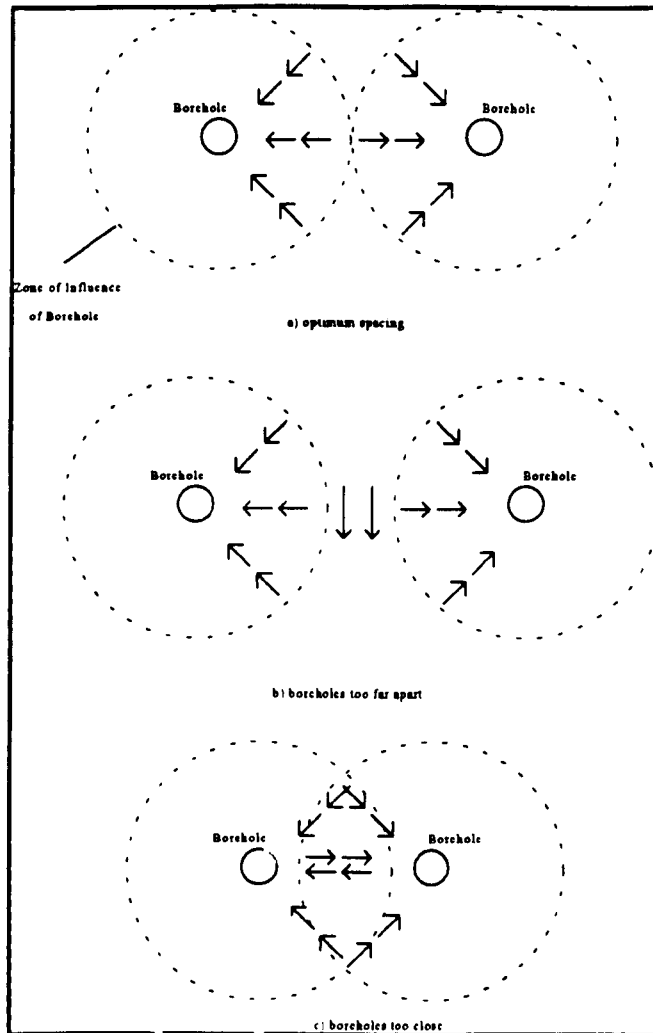 Borehole
Borehole
Zone of Influence
of Borehole
a) optimum spacing
Borehole
Borehole
b) boreholes too far apart
Borehole
Borehole
c) boreholes too close